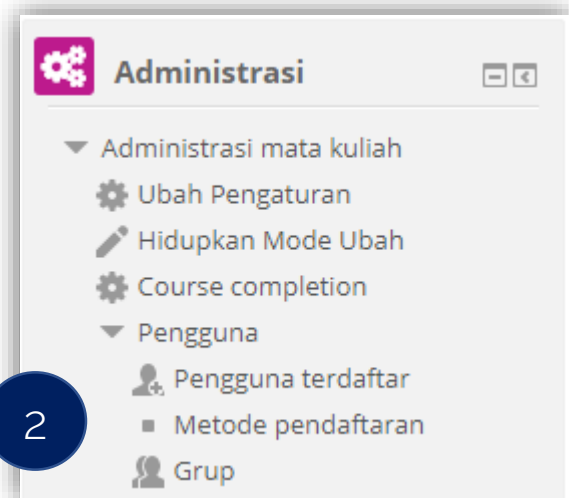 Administrasi
Administrasi mata kuliah
Ubah Pengaturan
Hidupkan Mode Ubah
Course completion
Pengguna
Pengguna terdaftar
2
Metode pendaftaran
Grup